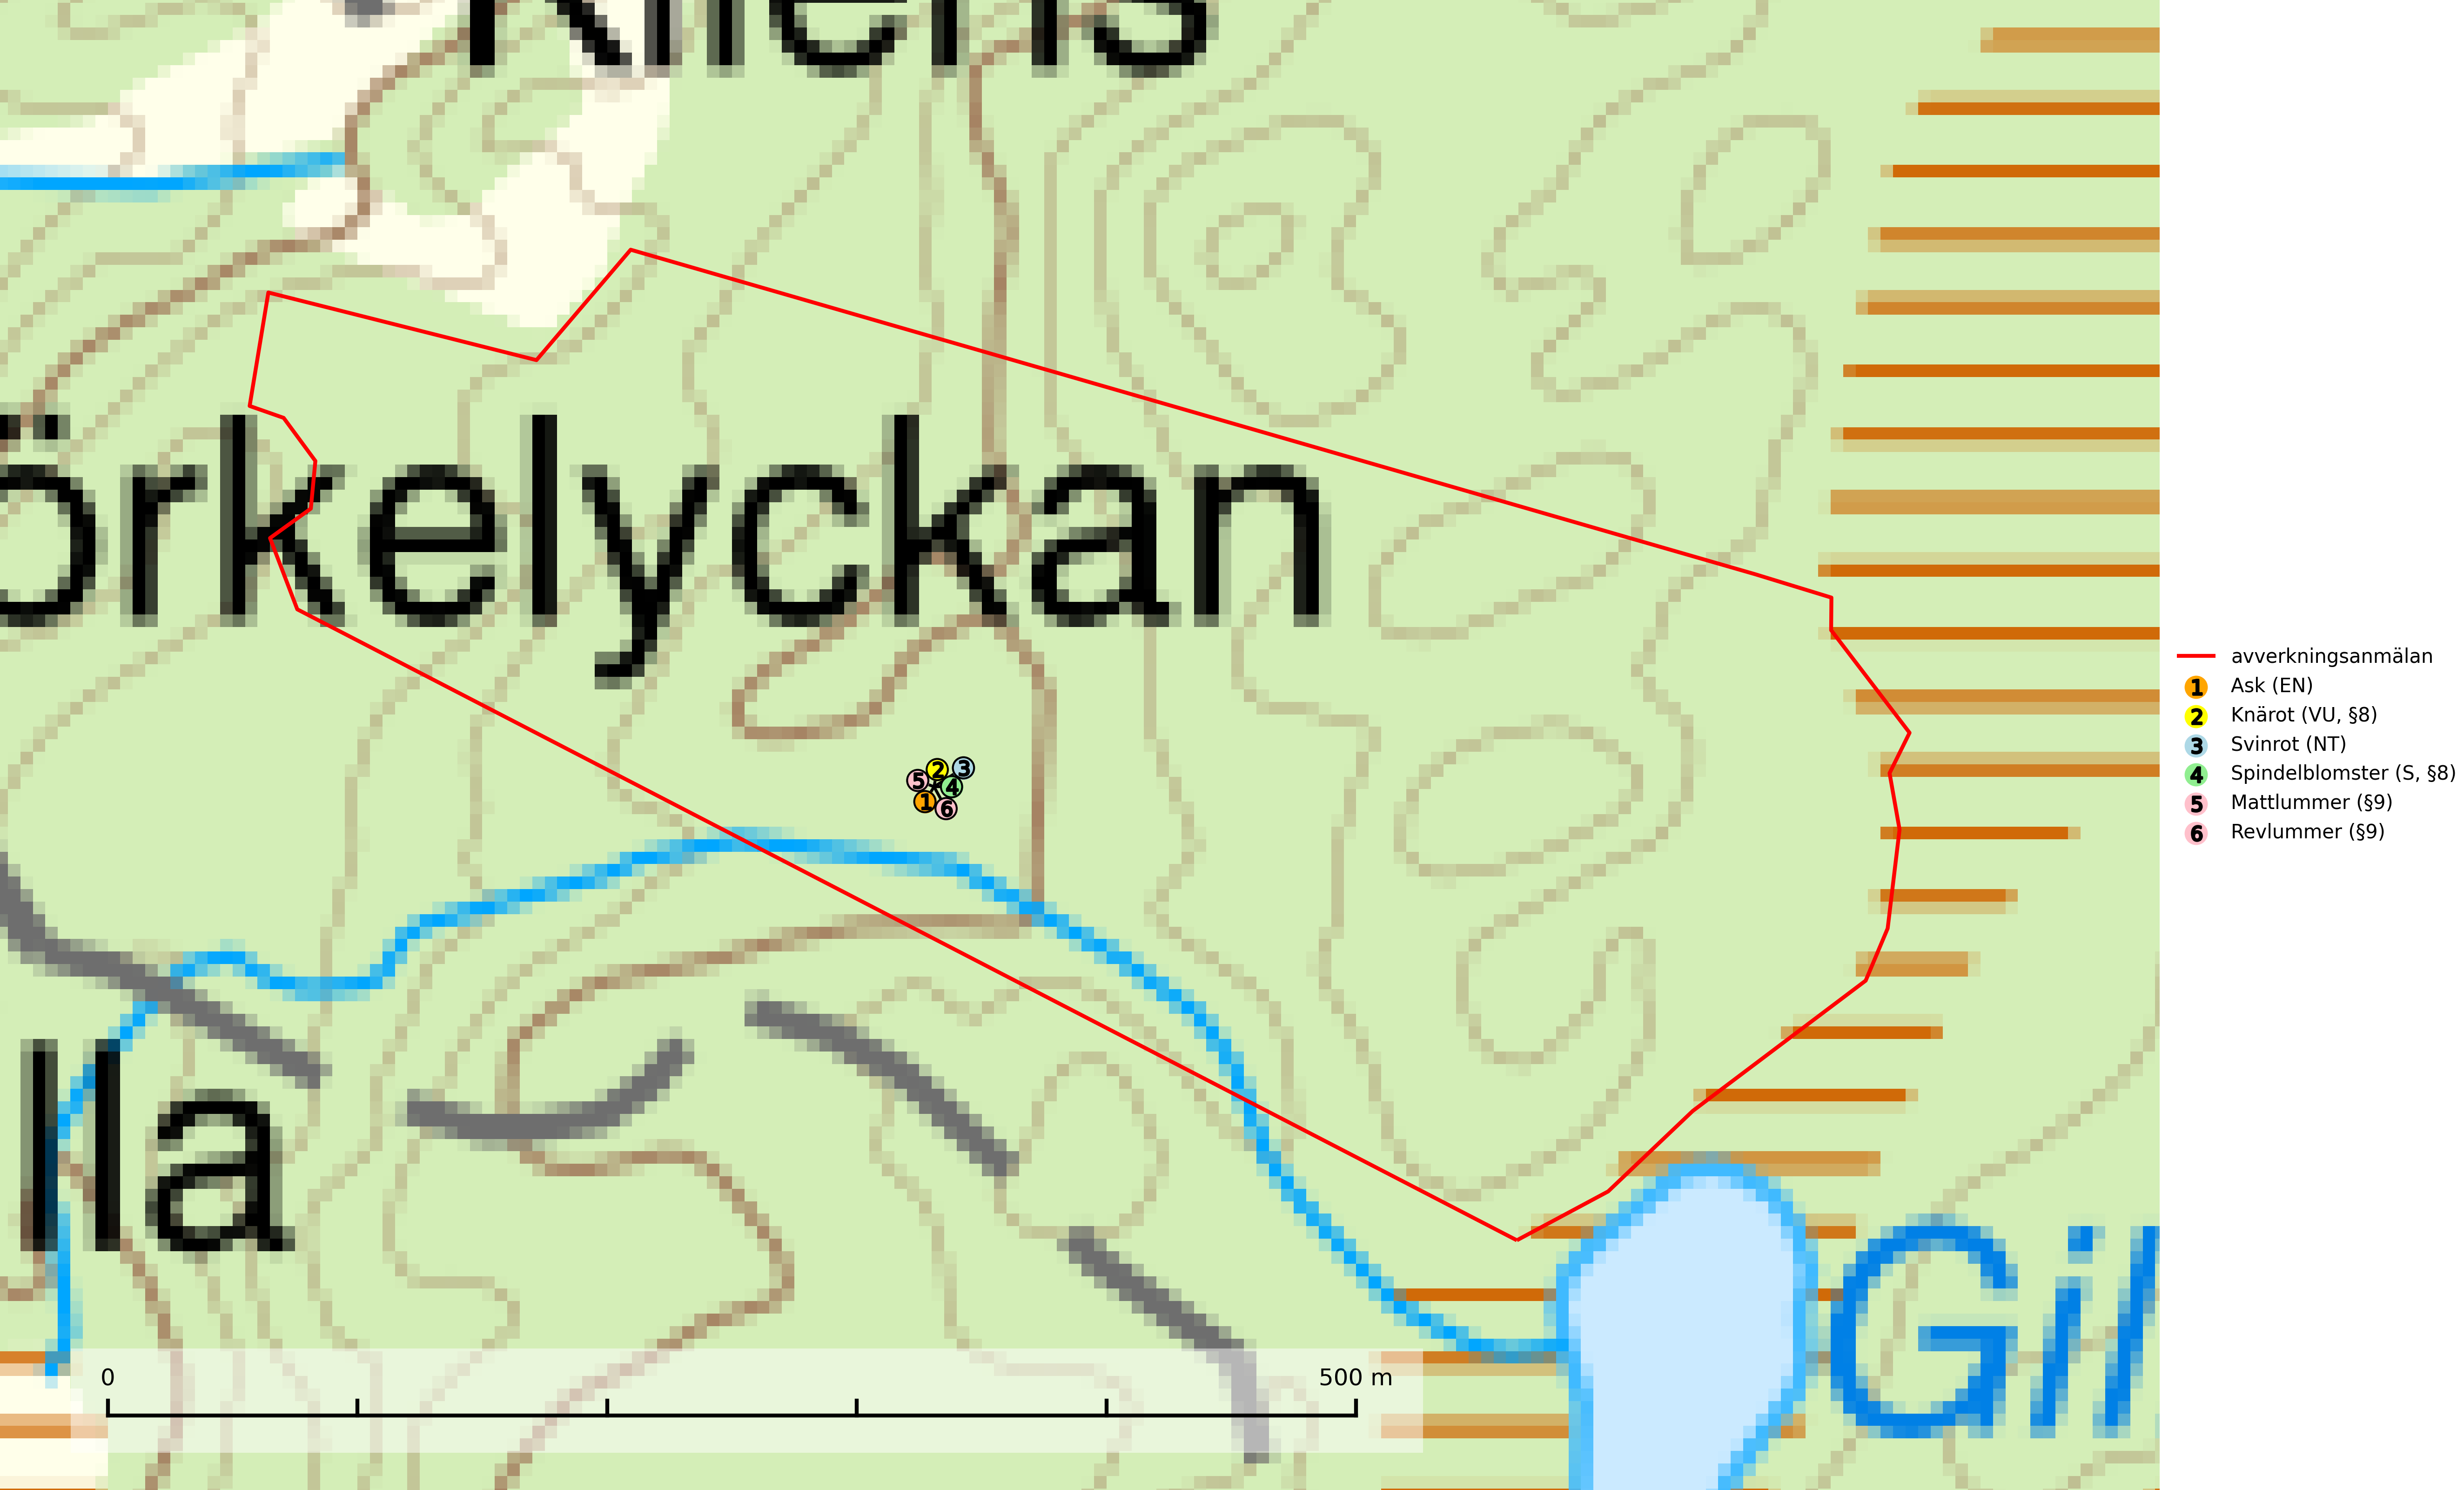 örkelyckan
2
3
5
4
1
6
lla
Gil
0 500 m
avverkningsanmälan
1 Ask (EN)
2 Knärot (VU, §8)
3 Svinrot (NT)
4 Spindelblomster (S, §8)
5 Mattlummer (§9)
6 Revlummer (§9)